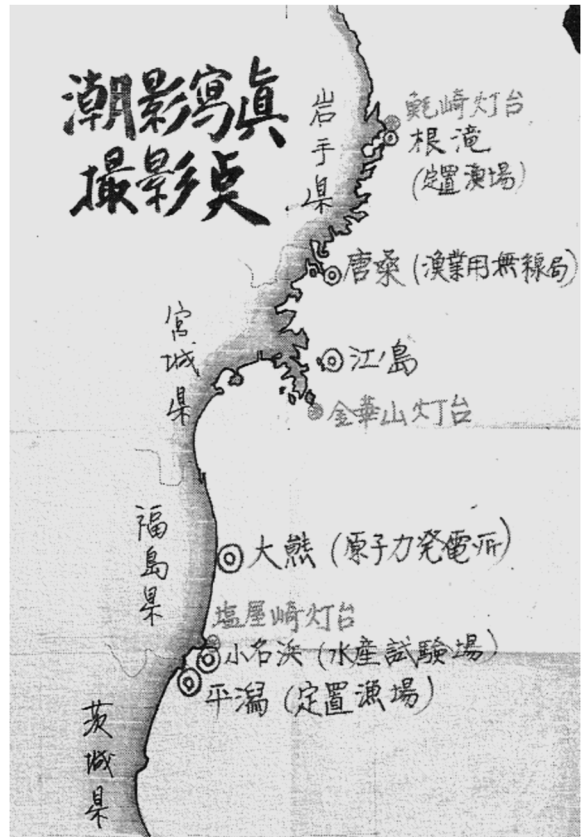 潮影寫眞
撮影点
岩手県
魹崎灯台
根滝
(定置漁場)
唐桑(漁業用無線局)
宮城県
江ノ島
金華山灯台
福島県
大熊(原子力発電所)
塩屋崎灯台
小名浜(水産試験場)
平潟(定置漁場)
茨城県